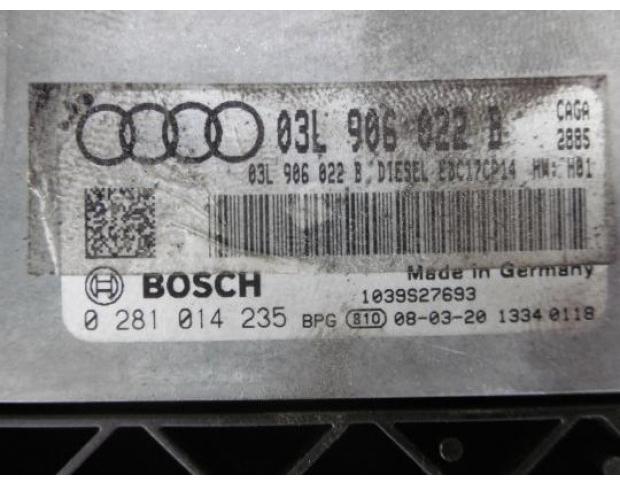 03L 906 022 B
CAGA
2885
03L 906 022 B DIESEL EDC17CP14 HW: H01
BOSCH
Made in Germany
1039S27693
0 281 014 235 BPG 810 08-03-20 1334 0118